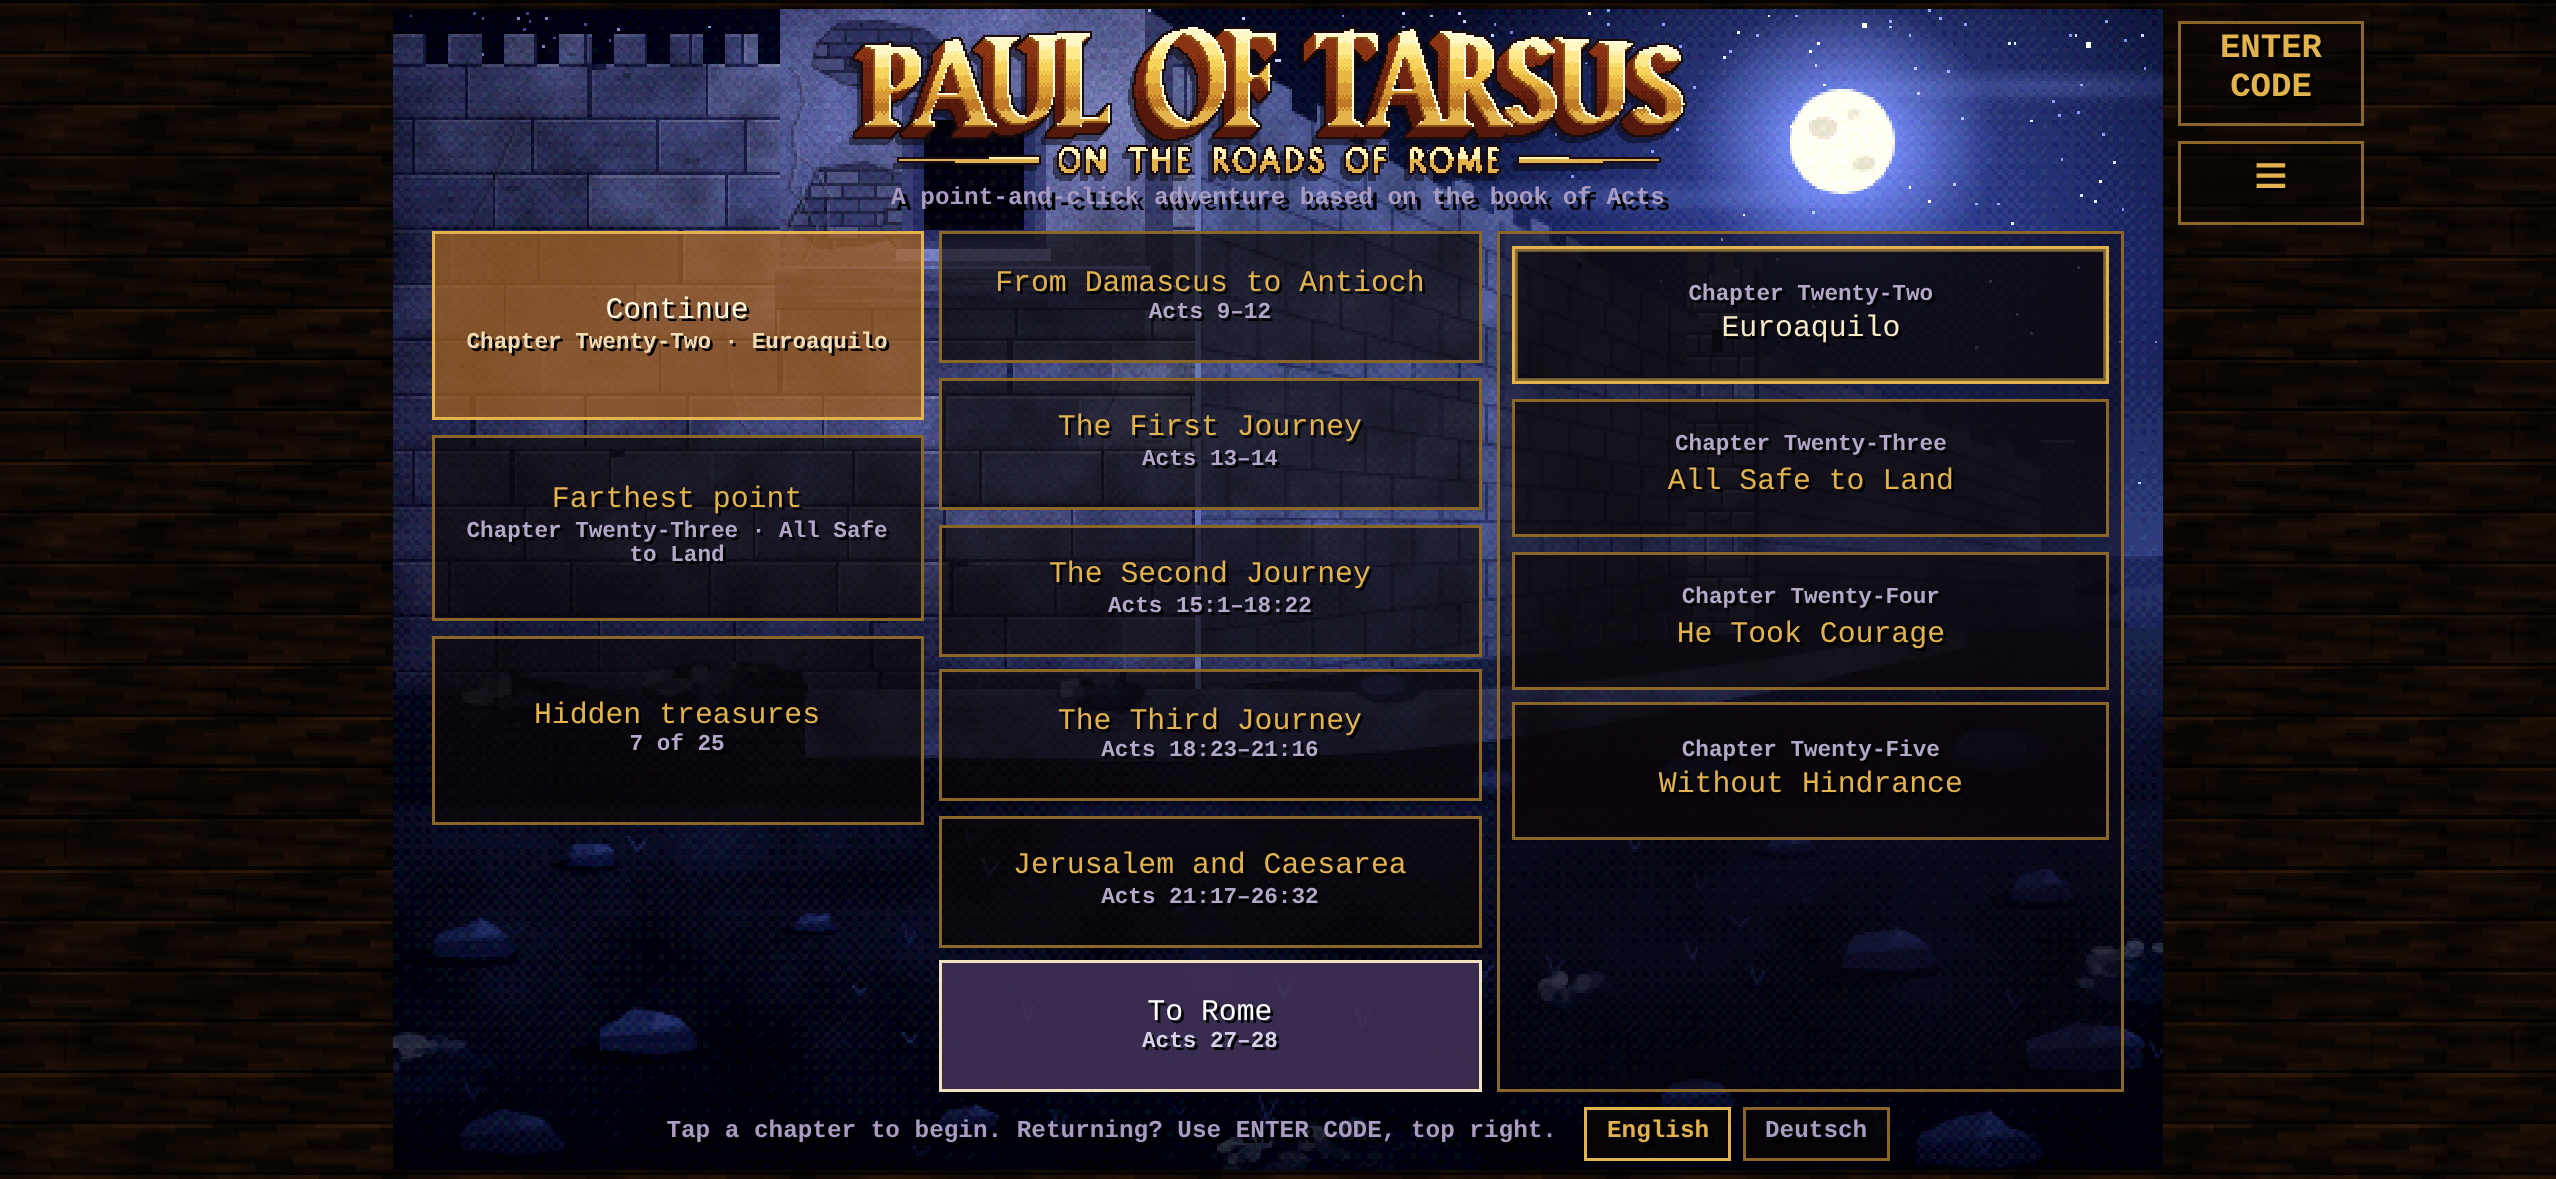 PAUL OF TARSUS
ON THE ROADS OF ROME
A point-and-click adventure based on the book of Acts
ENTER
CODE
Continue
Chapter Twenty-Two · Euroaquilo
Farthest point
Chapter Twenty-Three · All Safe
to Land
Hidden treasures
7 of 25
From Damascus to Antioch
Acts 9–12
The First Journey
Acts 13–14
The Second Journey
Acts 15:1–18:22
The Third Journey
Acts 18:23–21:16
Jerusalem and Caesarea
Acts 21:17–26:32
To Rome
Acts 27–28
Chapter Twenty-Two
Euroaquilo
Chapter Twenty-Three
All Safe to Land
Chapter Twenty-Four
He Took Courage
Chapter Twenty-Five
Without Hindrance
Tap a chapter to begin. Returning? Use ENTER CODE, top right.
English
Deutsch